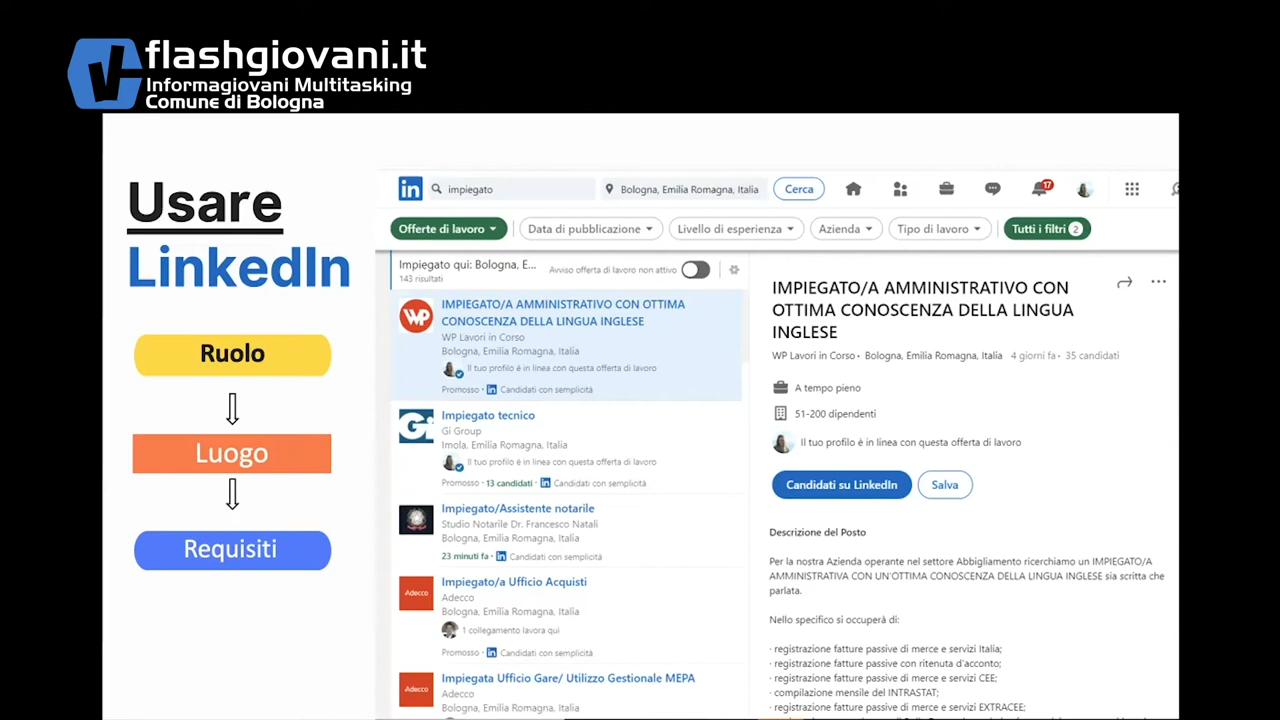 flashgiovani.it
Informagiovani Multitasking
Comune di Bologna
Usare
LinkedIn
Ruolo
Luogo
Requisiti
in
impiegato
Bologna, Emilia Romagna, Italia
Cerca
17
Offerte di lavoro
Data di pubblicazione
Livello di esperienza
Azienda
Tipo di lavoro
Tutti i filtri 2
Impiegato qui: Bologna, E...
143 risultati
Avviso offerta di lavoro non attivo
WP
IMPIEGATO/A AMMINISTRATIVO CON OTTIMA
CONOSCENZA DELLA LINGUA INGLESE
WP Lavori in Corso
Bologna, Emilia Romagna, Italia
Il tuo profilo è in linea con questa offerta di lavoro
Promosso · in Candidati con semplicità
Gi
Impiegato tecnico
Gi Group
Imola, Emilia Romagna, Italia
Il tuo profilo è in linea con questa offerta di lavoro
Promosso · 13 candidati · in Candidati con semplicità
Impiegato/Assistente notarile
Studio Notarile Dr. Francesco Natali
Bologna, Emilia Romagna, Italia
23 minuti fa · in Candidati con semplicità
Adecco
Impiegato/a Ufficio Acquisti
Adecco
Bologna, Emilia Romagna, Italia
1 collegamento lavora qui
Promosso · in Candidati con semplicità
Adecco
Impiegata Ufficio Gare/ Utilizzo Gestionale MEPA
Adecco
Bologna, Emilia Romagna, Italia
IMPIEGATO/A AMMINISTRATIVO CON
OTTIMA CONOSCENZA DELLA LINGUA
INGLESE
WP Lavori in Corso · Bologna, Emilia Romagna, Italia 4 giorni fa · 35 candidati
A tempo pieno
51-200 dipendenti
Il tuo profilo è in linea con questa offerta di lavoro
Candidati su LinkedIn
Salva
Descrizione del Posto
Per la nostra Azienda operante nel settore Abbigliamento ricerchiamo un IMPIEGATO/A
AMMINISTRATIVA CON UN'OTTIMA CONOSCENZA DELLA LINGUA INGLESE sia scritta che
parlata.
Nello specifico si occuperà di:
· registrazione fatture passive di merce e servizi Italia;
· registrazione fatture passive con ritenuta d'acconto;
· registrazione fatture passive di merce e servizi CEE;
· compilazione mensile del INTRASTAT;
· registrazione fatture passive di merce e servizi EXTRACEE;